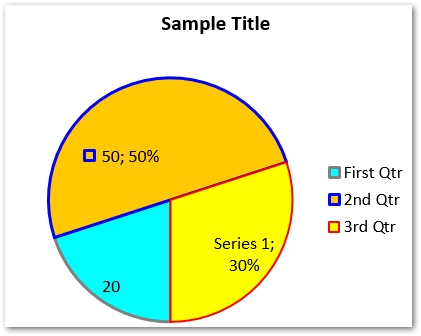 Sample Title
50; 50%
First Qtr
2nd Qtr
3rd Qtr
Series 1;
30%
20